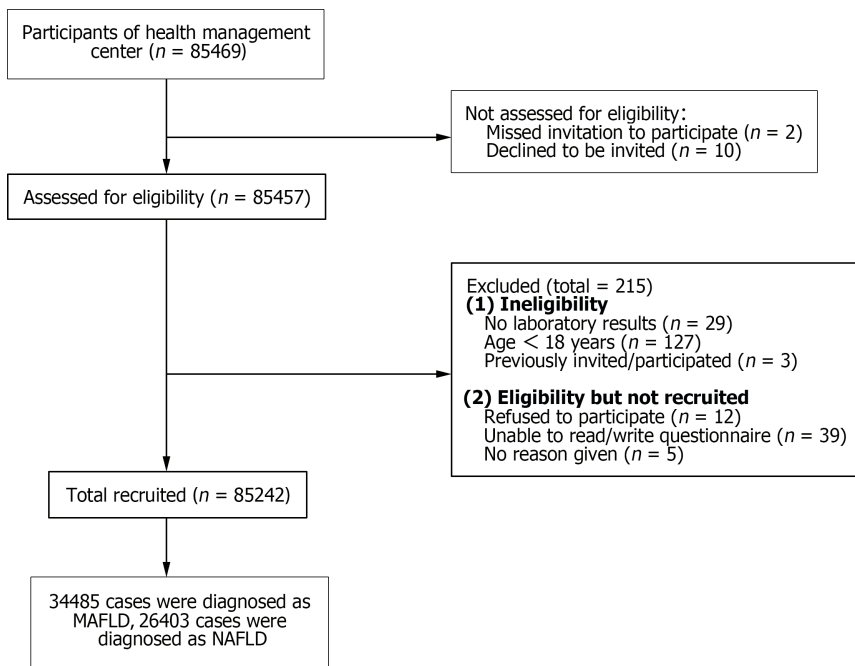 Participants of health management
center (n = 85469)
Not assessed for eligibility:
Missed invitation to participate (n = 2)
Declined to be invited (n = 10)
Assessed for eligibility (n = 85457)
Excluded (total = 215)
(1) Ineligibility
No laboratory results (n = 29)
Age < 18 years (n = 127)
Previously invited/participated (n = 3)
(2) Eligibility but not recruited
Refused to participate (n = 12)
Unable to read/write questionnaire (n = 39)
No reason given (n = 5)
Total recruited (n = 85242)
34485 cases were diagnosed as
MAFLD, 26403 cases were
diagnosed as NAFLD